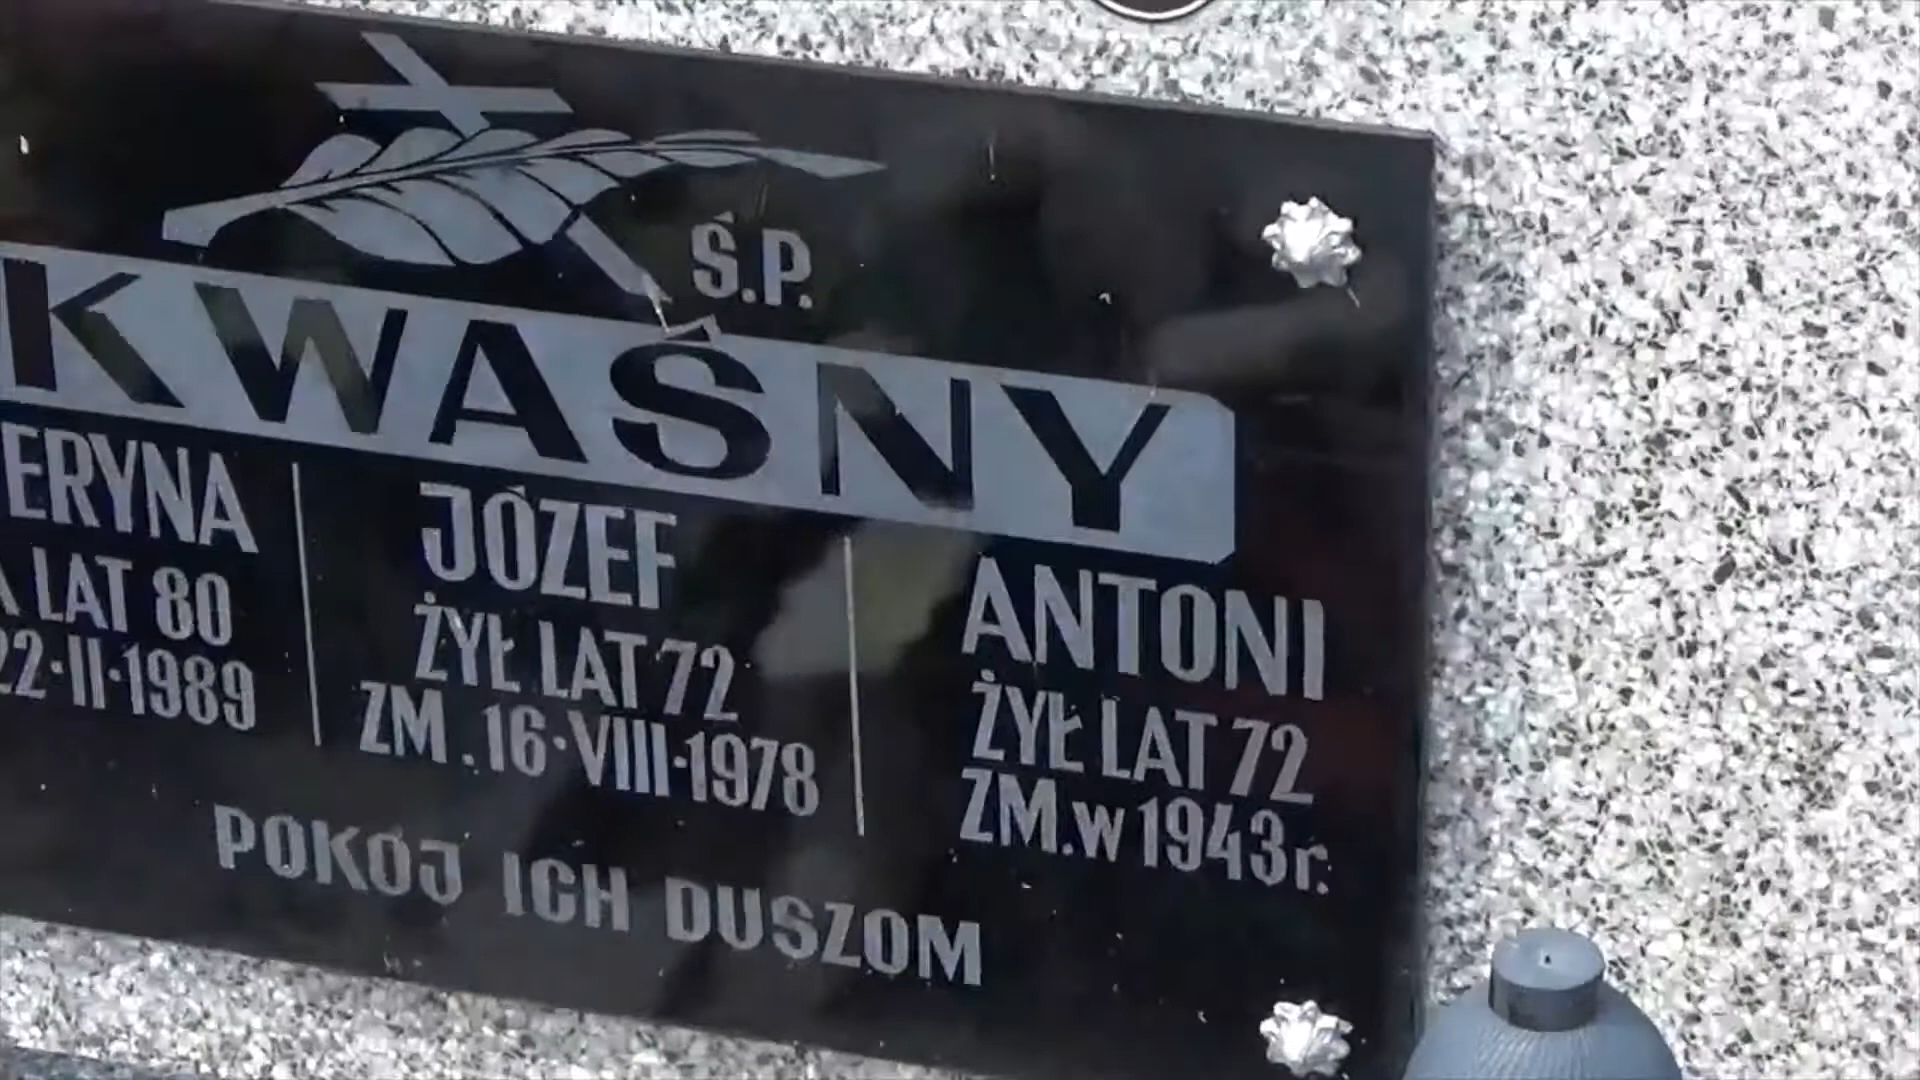 Ś.P.
KWAŚNY
ERYNA
LAT 80
22·II·1989
JÓZEF
ŻYŁ LAT 72
ZM. 16·VIII·1978
ANTONI
ŻYŁ LAT 72
ZM. w 1943 r.
POKÓJ ICH DUSZOM